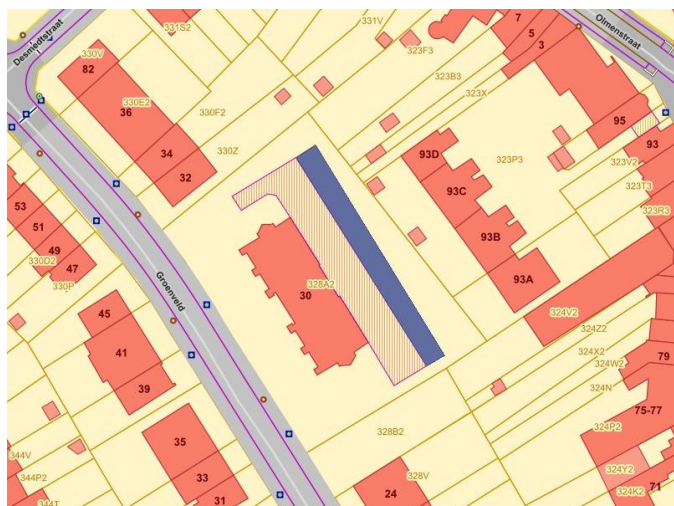 Desmedtstraat
330V
331S2
331V
7
5
3
Olmenstraat
82
330E2
36
323F3
323B3
323X
330F2
34
32
330Z
95
93
323V2
323T3
323R3
93D
323P3
93C
93B
93A
53
51
49
330D2
47
330P
Groenveld
328A2
30
324V2
324Z2
324X2
324W2
324N
79
45
41
39
75-77
324P2
328B2
35
33
31
344V
344P2
344T
328V
24
324Y2
324K2
71